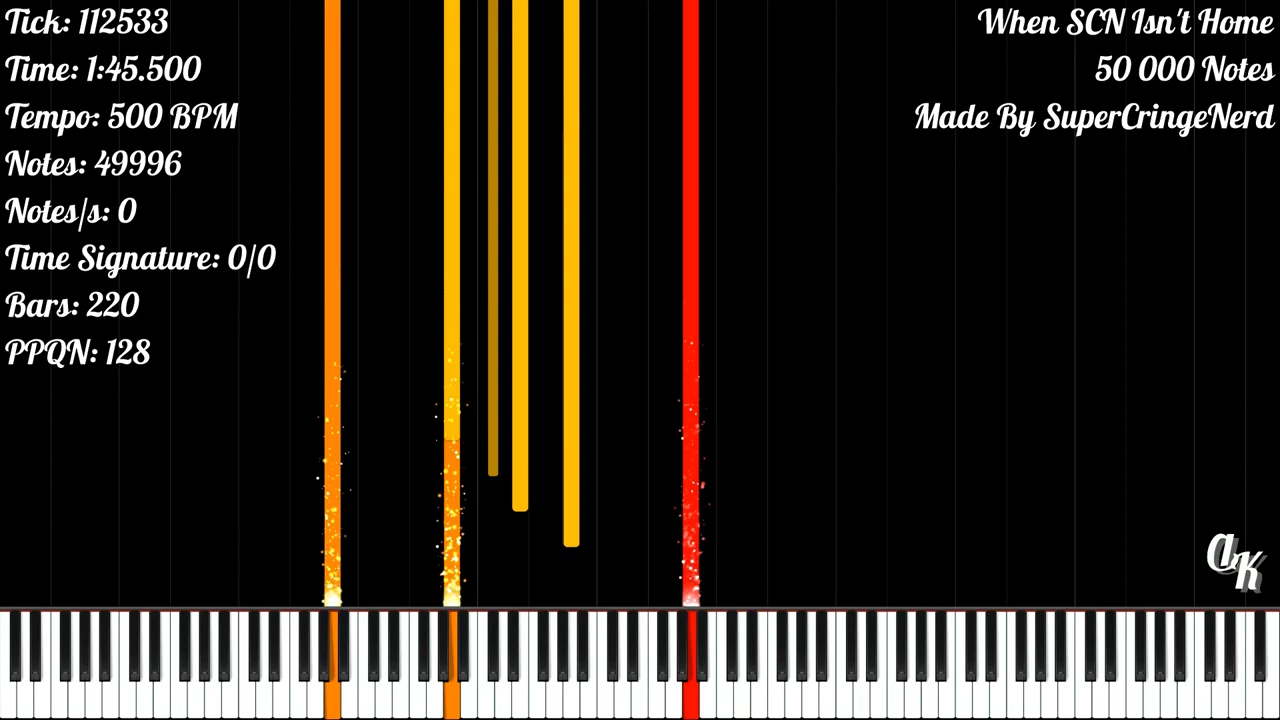 Tick: 112533
Time: 1:45.500
Tempo: 500 BPM
Notes: 49996
Notes/s: 0
Time Signature: 0/0
Bars: 220
PPQN: 128
When SCN Isn't Home
50 000 Notes
Made By SuperCringeNerd
aK